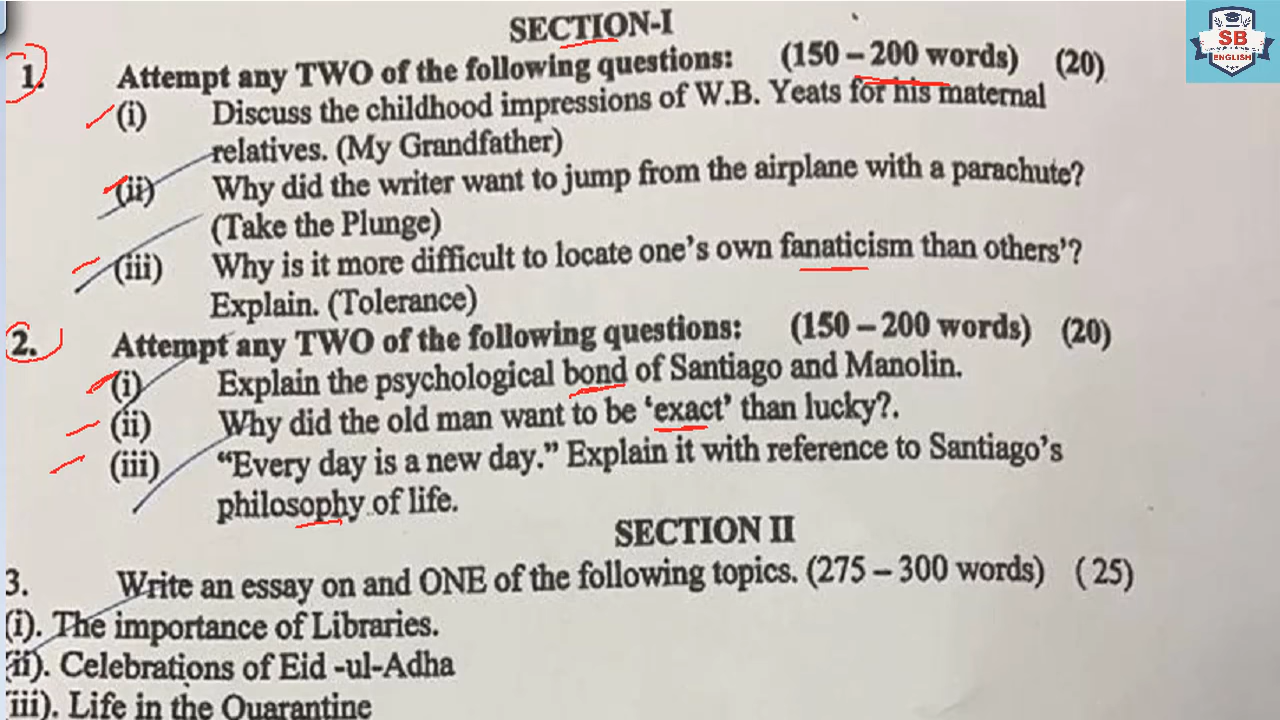 SECTION-I
SB
ENGLISH
1. Attempt any TWO of the following questions: (150 – 200 words) (20)
(i) Discuss the childhood impressions of W.B. Yeats for his maternal
relatives. (My Grandfather)
(ii) Why did the writer want to jump from the airplane with a parachute?
(Take the Plunge)
(iii) Why is it more difficult to locate one's own fanaticism than others'?
Explain. (Tolerance)
2. Attempt any TWO of the following questions: (150 – 200 words) (20)
(i) Explain the psychological bond of Santiago and Manolin.
(ii) Why did the old man want to be ‘exact’ than lucky?.
(iii) “Every day is a new day.” Explain it with reference to Santiago's
philosophy of life.
SECTION II
3. Write an essay on and ONE of the following topics. (275 – 300 words) ( 25)
(i). The importance of Libraries.
(ii). Celebrations of Eid -ul-Adha
(iii). Life in the Quarantine